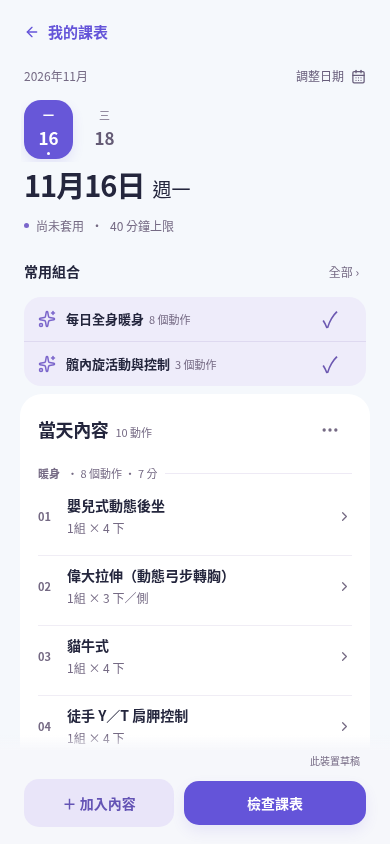 我的課表
2026年11月
調整日期
一
三
16
18
11月16日 週一
尚未套用 · 40 分鐘上限
常用組合
全部 ›
每日全身暖身 8 個動作
髖內旋活動與控制 3 個動作
當天內容 10 動作
暖身 · 8 個動作 · 7 分
01
嬰兒式動態後坐
1組 × 4 下
02
偉大拉伸（動態弓步轉胸）
1組 × 3 下／側
03
貓牛式
1組 × 4 下
04
徒手 Y／T 肩胛控制
1組 × 4 下
此裝置草稿
＋ 加入內容
檢查課表